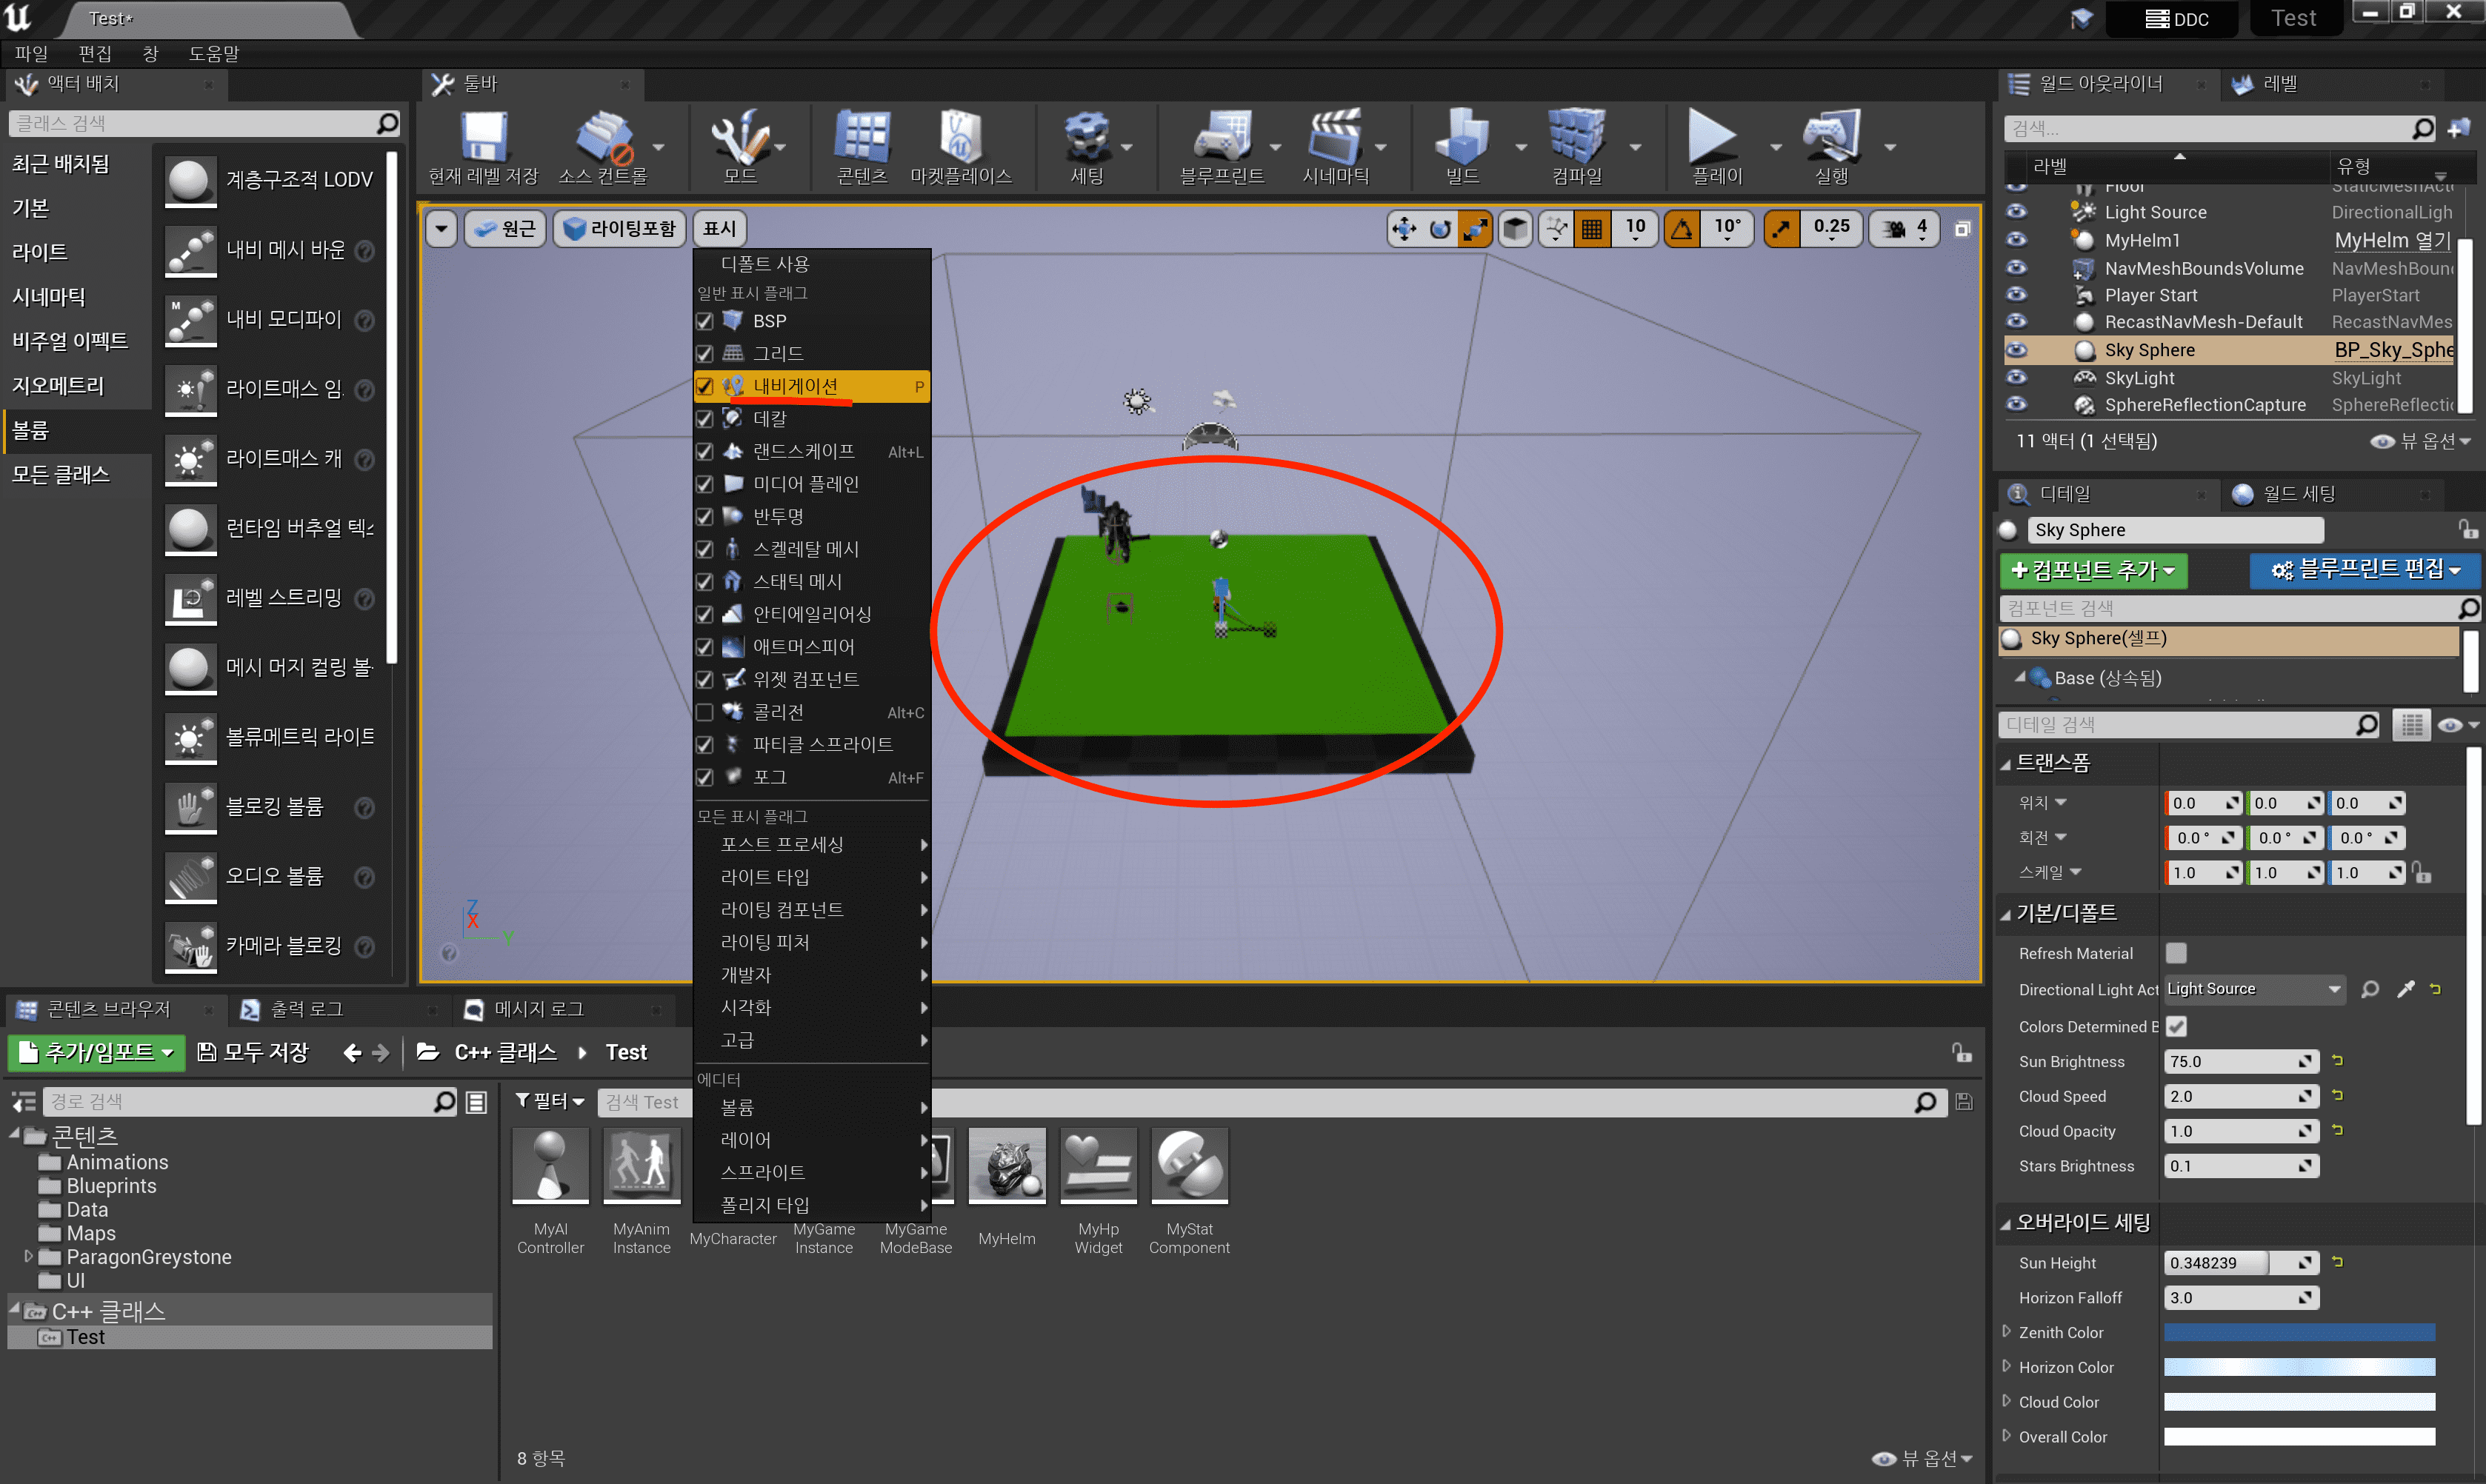 Test*
DDC
Test
파일 편집 창 도움말
액터 배치
클래스 검색
최근 배치됨
기본
라이트
시네마틱
비주얼 이펙트
지오메트리
볼륨
모든 클래스
계층구조적 LODV
내비 메시 바운
내비 모디파이
라이트매스 임
라이트매스 캐
런타임 버추얼 텍스
레벨 스트리밍
메시 머지 컬링 볼
볼류메트릭 라이트
블로킹 볼륨
오디오 볼륨
카메라 블로킹
툴바
현재 레벨 저장
소스 컨트롤
모드
콘텐츠
마켓플레이스
세팅
블루프린트
시네마틱
빌드
컴파일
플레이
실행
원근
라이팅포함
표시
10
10°
0.25
4
디폴트 사용
일반 표시 플래그
BSP
그리드
내비게이션 P
데칼
랜드스케이프 Alt+L
미디어 플레인
반투명
스켈레탈 메시
스태틱 메시
안티에일리어싱
애트머스피어
위젯 컴포넌트
콜리전 Alt+C
파티클 스프라이트
포그 Alt+F
모든 표시 플래그
포스트 프로세싱
라이트 타입
라이팅 컴포넌트
라이팅 피처
개발자
시각화
고급
에디터
볼륨
레이어
스프라이트
폴리지 타입
Z
X
Y
월드 아웃라이너
레벨
검색...
라벨 유형
Floor StaticMeshActo
Light Source DirectionalLigh
MyHelm1 MyHelm 열기
NavMeshBoundsVolume NavMeshBound
Player Start PlayerStart
RecastNavMesh-Default RecastNavMes
Sky Sphere BP_Sky_Sphe
SkyLight SkyLight
SphereReflectionCapture SphereReflectic
11 액터 (1 선택됨)
뷰 옵션
디테일
월드 세팅
Sky Sphere
+컴포넌트 추가
블루프린트 편집
컴포넌트 검색
Sky Sphere(셀프)
Base (상속됨)
디테일 검색
트랜스폼
위치 0.0 0.0 0.0
회전 0.0 ° 0.0 ° 0.0 °
스케일 1.0 1.0 1.0
기본/디폴트
Refresh Material
Directional Light Act Light Source
Colors Determined B
Sun Brightness 75.0
Cloud Speed 2.0
Cloud Opacity 1.0
Stars Brightness 0.1
오버라이드 세팅
Sun Height 0.348239
Horizon Falloff 3.0
Zenith Color
Horizon Color
Cloud Color
Overall Color
콘텐츠 브라우저
출력 로그
메시지 로그
추가/임포트
모두 저장
C++ 클래스
Test
경로 검색
필터
검색 Test
콘텐츠
Animations
Blueprints
Data
Maps
ParagonGreystone
UI
C++ 클래스
Test
MyAI
Controller
MyAnim
Instance
MyCharacter
MyGame
Instance
MyGame
ModeBase
MyHelm
MyHp
Widget
MyStat
Component
8 항목
뷰 옵션